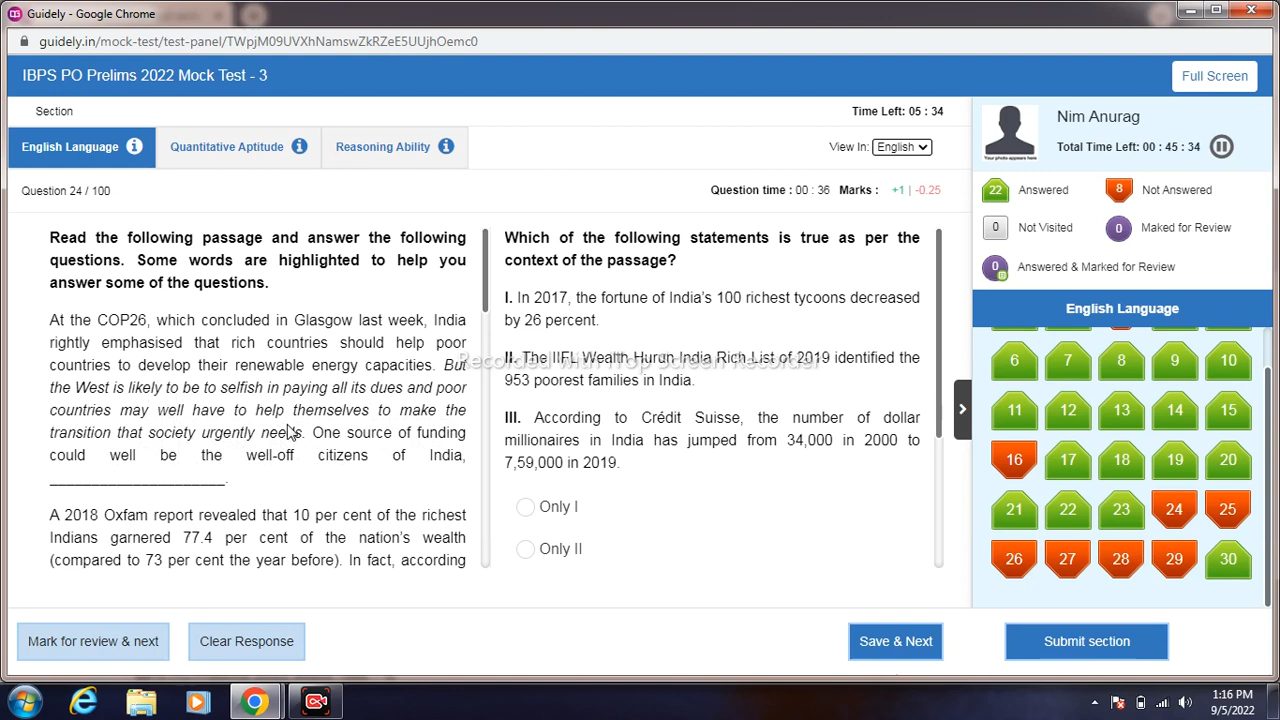 Guidely - Google Chrome
guidely.in/mock-test/test-panel/TWpjM09UVXhNamswZkRZeE5UUjhOemc0
IBPS PO Prelims 2022 Mock Test - 3
Full Screen
Section
Time Left: 05 : 34
English Language
Quantitative Aptitude
Reasoning Ability
View In: English
Question 24 / 100
Question time : 00 : 36 Marks : +1 | -0.25
Read the following passage and answer the following
questions. Some words are highlighted to help you
answer some of the questions.
At the COP26, which concluded in Glasgow last week, India
rightly emphasised that rich countries should help poor
countries to develop their renewable energy capacities. But
the West is likely to be to selfish in paying all its dues and poor
countries may well have to help themselves to make the
transition that society urgently needs. One source of funding
could well be the well-off citizens of India,
______________________.
A 2018 Oxfam report revealed that 10 per cent of the richest
Indians garnered 77.4 per cent of the nation's wealth
(compared to 73 per cent the year before). In fact, according
Which of the following statements is true as per the
context of the passage?
I. In 2017, the fortune of India's 100 richest tycoons decreased
by 26 percent.
II. The IIFL Wealth Hurun India Rich List of 2019 identified the
953 poorest families in India.
III. According to Crédit Suisse, the number of dollar
millionaires in India has jumped from 34,000 in 2000 to
7,59,000 in 2019.
Only I
Only II
Recorded with iTop Screen Recorder
Mark for review & next
Clear Response
Save & Next
Submit section
Nim Anurag
Total Time Left: 00 : 45 : 34
Your photo appears here
22 Answered
8 Not Answered
0 Not Visited
0 Maked for Review
0 Answered & Marked for Review
English Language
6 7 8 9 10
11 12 13 14 15
16 17 18 19 20
21 22 23 24 25
26 27 28 29 30
1:16 PM
9/5/2022